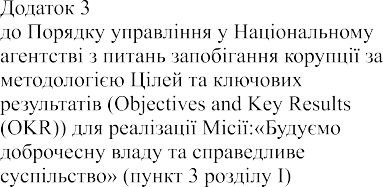 Додаток 3
до Порядку управління у Національному
агентстві з питань запобігання корупції за
методологією Цілей та ключових
результатів (Objectives and Key Results
(OKR)) для реалізації Місії:«Будуємо
доброчесну владу та справедливе
суспільство» (пункт 3 розділу I)